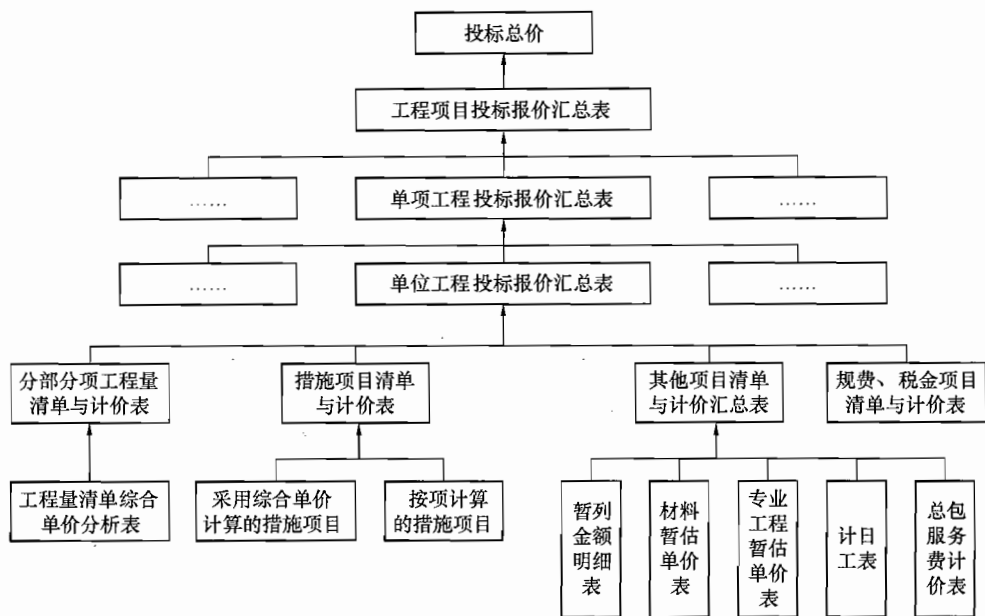 投标总价
工程项目投标报价汇总表
……
单项工程投标报价汇总表
……
……
单位工程投标报价汇总表
……
分部分项工程量
清单与计价表
措施项目清单
与计价表
其他项目清单
与计价汇总表
规费、税金项目
清单与计价表
工程量清单综合
单价分析表
采用综合单价
计算的措施项目
按项计算
的措施项目
暂列
金额
明细
表
材料
暂估
单价
表
专业
工程
暂估
单价
表
计日
工表
总包
服务
费计
价表